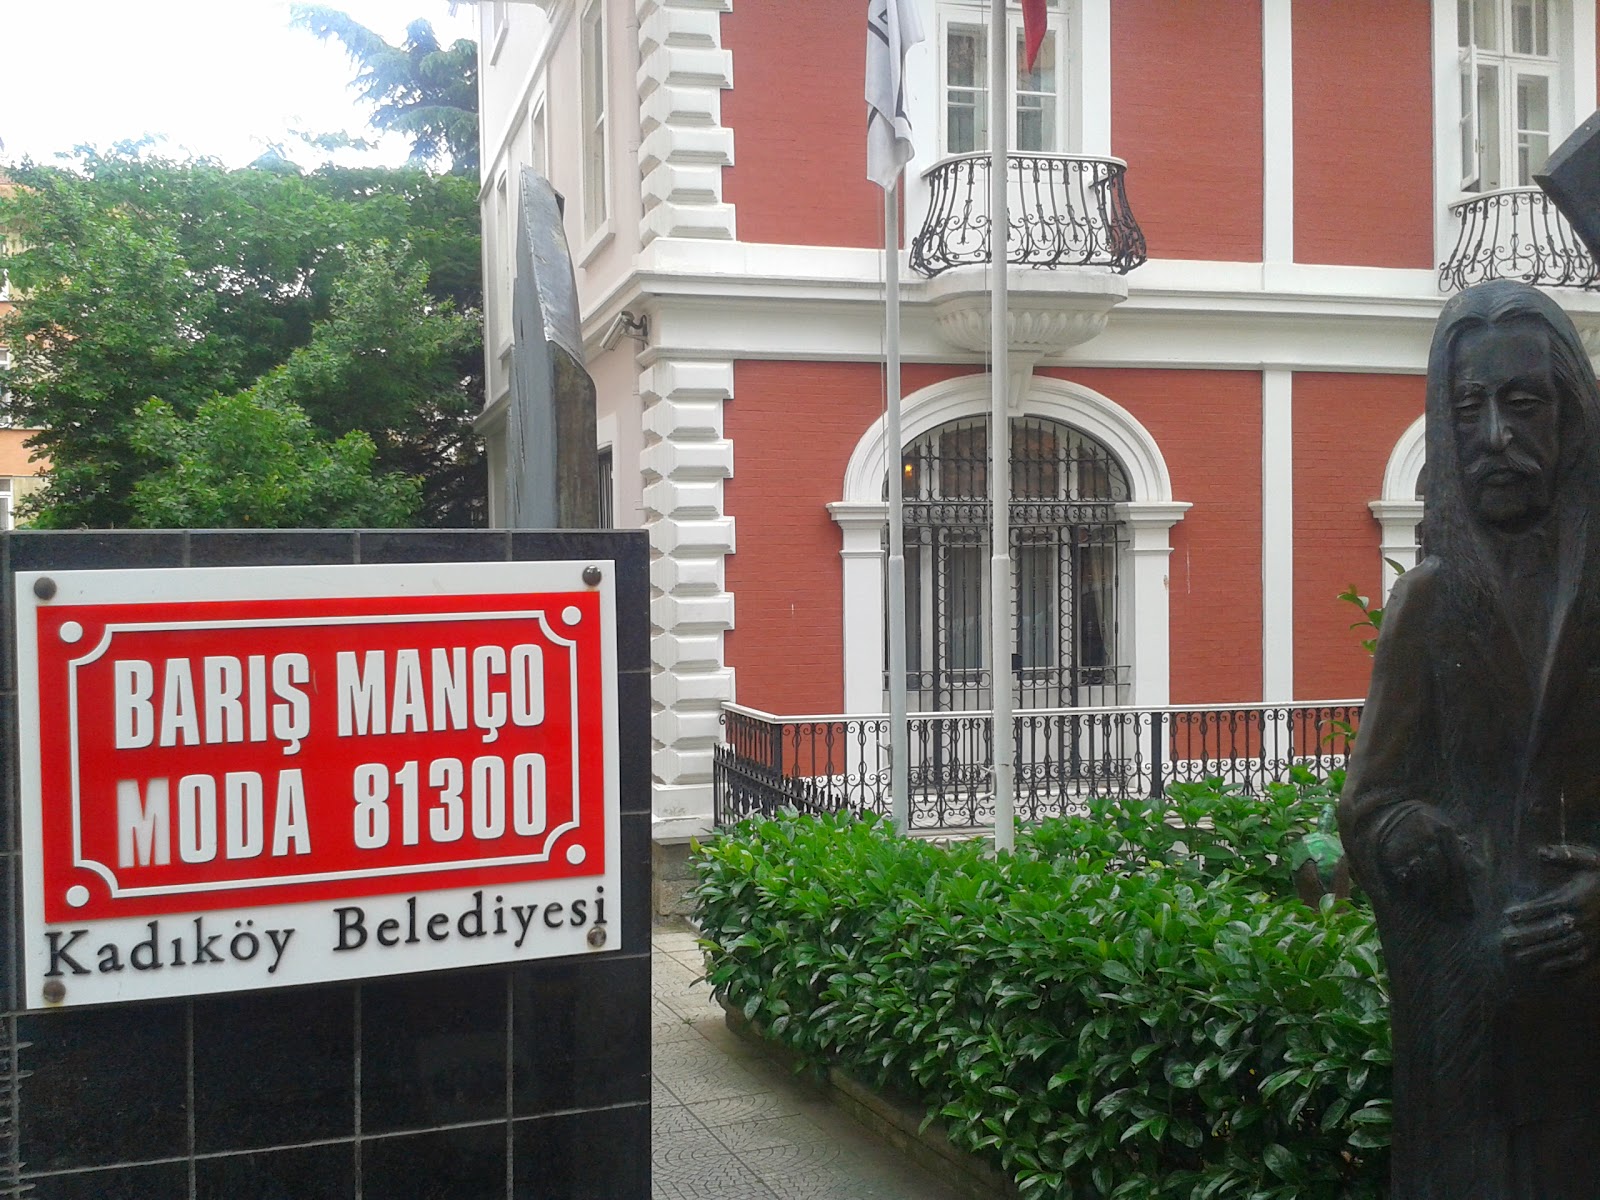 BARIŞ MANÇO
MODA 81300
Kadıköy Belediyesi